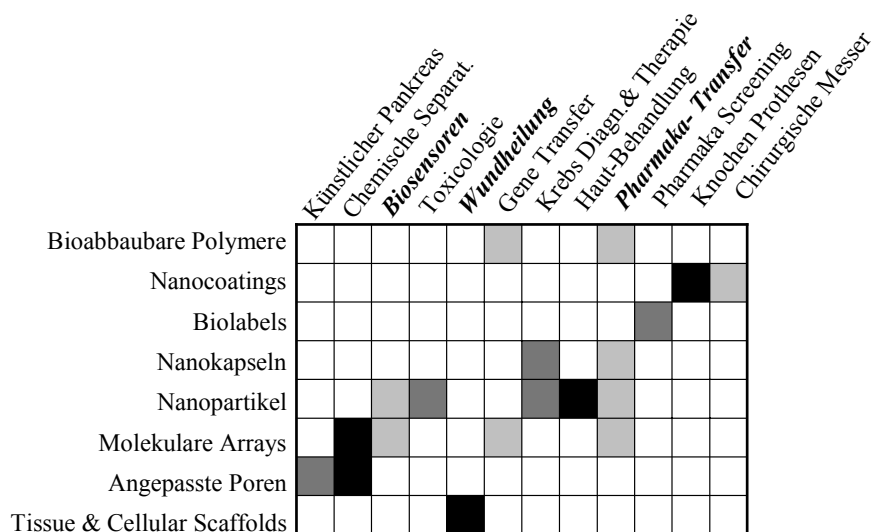 Künstlicher Pankreas
Chemische Separat.
Biosensoren
Toxicologie
Wundheilung
Gene Transfer
Krebs Diagn.& Therapie
Haut-Behandlung
Pharmaka- Transfer
Pharmaka Screening
Knochen Prothesen
Chirurgische Messer
Bioabbaubare Polymere
Nanocoatings
Biolabels
Nanokapseln
Nanopartikel
Molekulare Arrays
Angepasste Poren
Tissue & Cellular Scaffolds